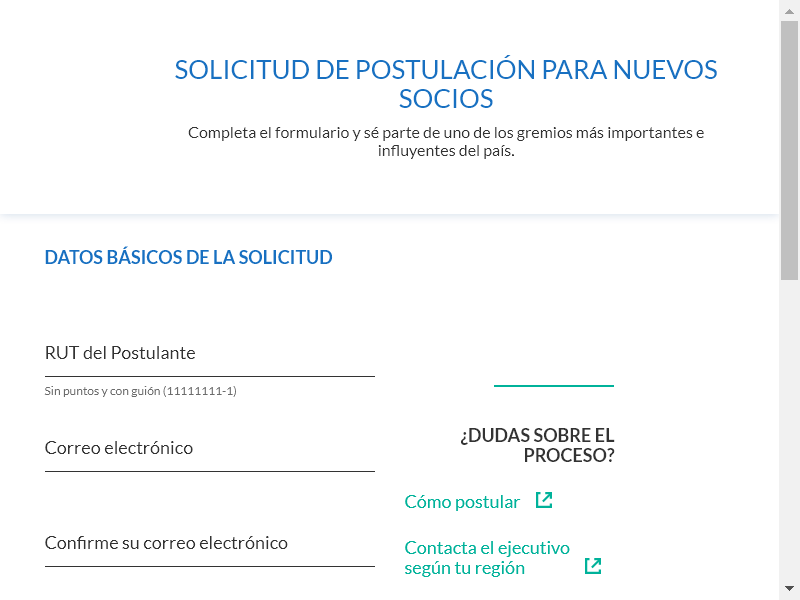 SOLICITUD DE POSTULACIÓN PARA NUEVOS
SOCIOS
Completa el formulario y sé parte de uno de los gremios más importantes e
influyentes del país.
DATOS BÁSICOS DE LA SOLICITUD
RUT del Postulante
Sin puntos y con guión (11111111-1)
Correo electrónico
Confirme su correo electrónico
¿DUDAS SOBRE EL
PROCESO?
Cómo postular
Contacta el ejecutivo
según tu región